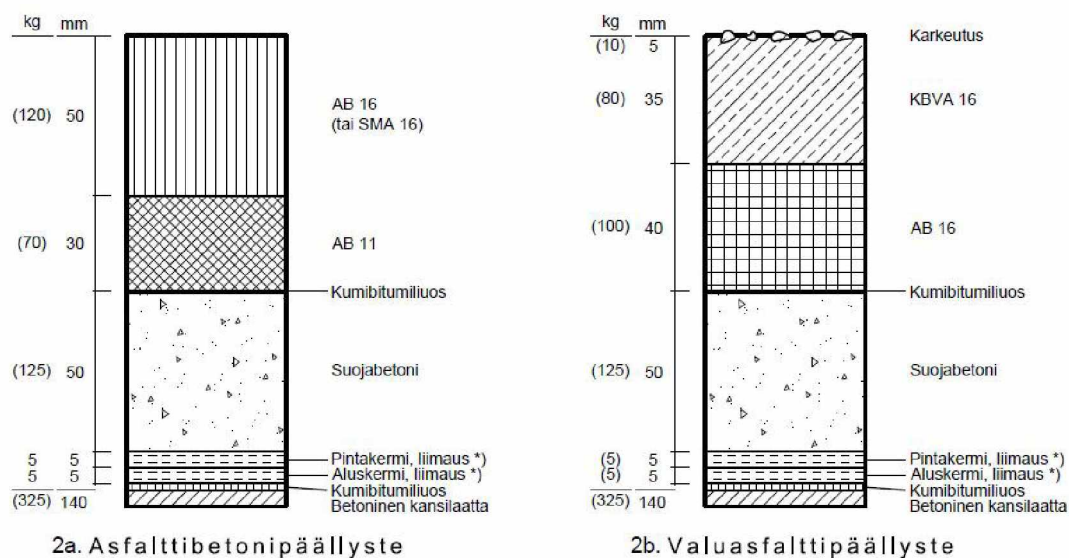 kg mm
(120) 50 AB 16
(tai SMA 16)
(70) 30 AB 11
Kumibitumiliuos
(125) 50 Suojabetoni
5 5 Pintakermi, liimaus *)
5 5 Aluskermi, liimaus *)
Kumibitumiliuos
(325) 140 Betoninen kansilaatta
2a. Asfalttibetonipäällyste
kg mm
(10) 5 Karkeutus
(80) 35 KBVA 16
(100) 40 AB 16
Kumibitumiliuos
(125) 50 Suojabetoni
(5) 5 Pintakermi, liimaus *)
(5) 5 Aluskermi, liimaus *)
Kumibitumiliuos
(325) 140 Betoninen kansilaatta
2b. Valuasfalttipäällyste